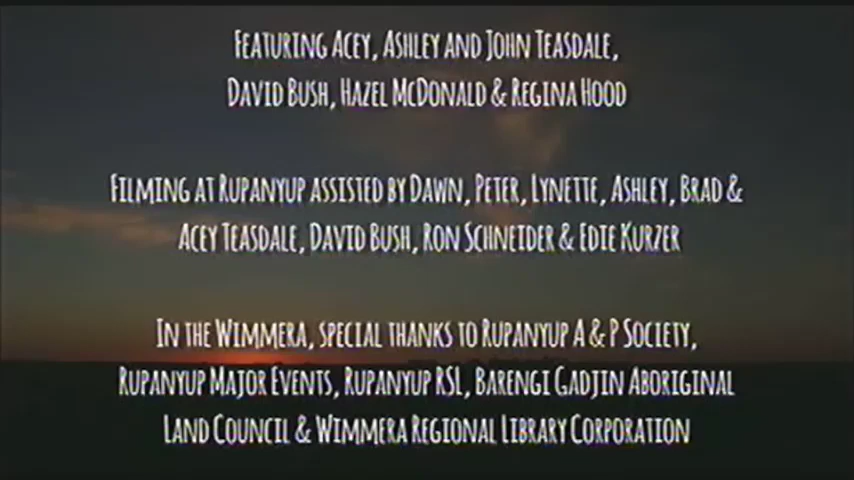 Featuring Acey, Ashley and John Teasdale,
David Bush, Hazel McDonald & Regina Hood
Filming at Rupanyup assisted by Dawn, Peter, Lynette, Ashley, Brad &
Acey Teasdale, David Bush, Ron Schneider & Edie Kurzer
In the Wimmera, special thanks to Rupanyup A & P Society,
Rupanyup Major Events, Rupanyup RSL, Barengi Gadjin Aboriginal
Land Council & Wimmera Regional Library Corporation